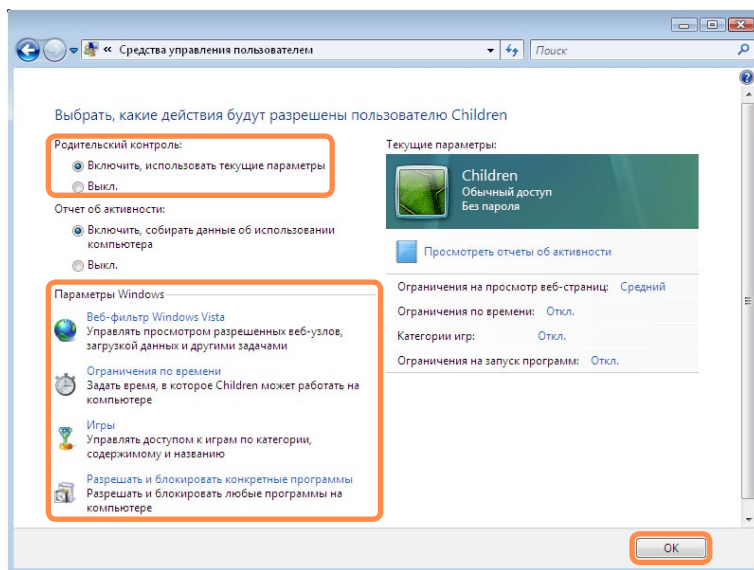 « Средства управления пользователем
Поиск
Выбрать, какие действия будут разрешены пользователю Children
Родительский контроль:
Включить, использовать текущие параметры
Выкл.
Отчет об активности:
Включить, собирать данные об использовании
компьютера
Выкл.
Параметры Windows
Веб-фильтр Windows Vista
Управлять просмотром разрешенных веб-узлов,
загрузкой данных и другими задачами
Ограничения по времени
Задать время, в которое Children может работать на
компьютере
Игры
Управлять доступом к играм по категории,
содержимому и названию
Разрешать и блокировать конкретные программы
Разрешать и блокировать любые программы на
компьютере
Текущие параметры:
Children
Обычный доступ
Без пароля
Просмотреть отчеты об активности
Ограничения на просмотр веб-страниц: Средний
Ограничения по времени: Откл.
Категории игр: Откл.
Ограничения на запуск программ: Откл.
OK